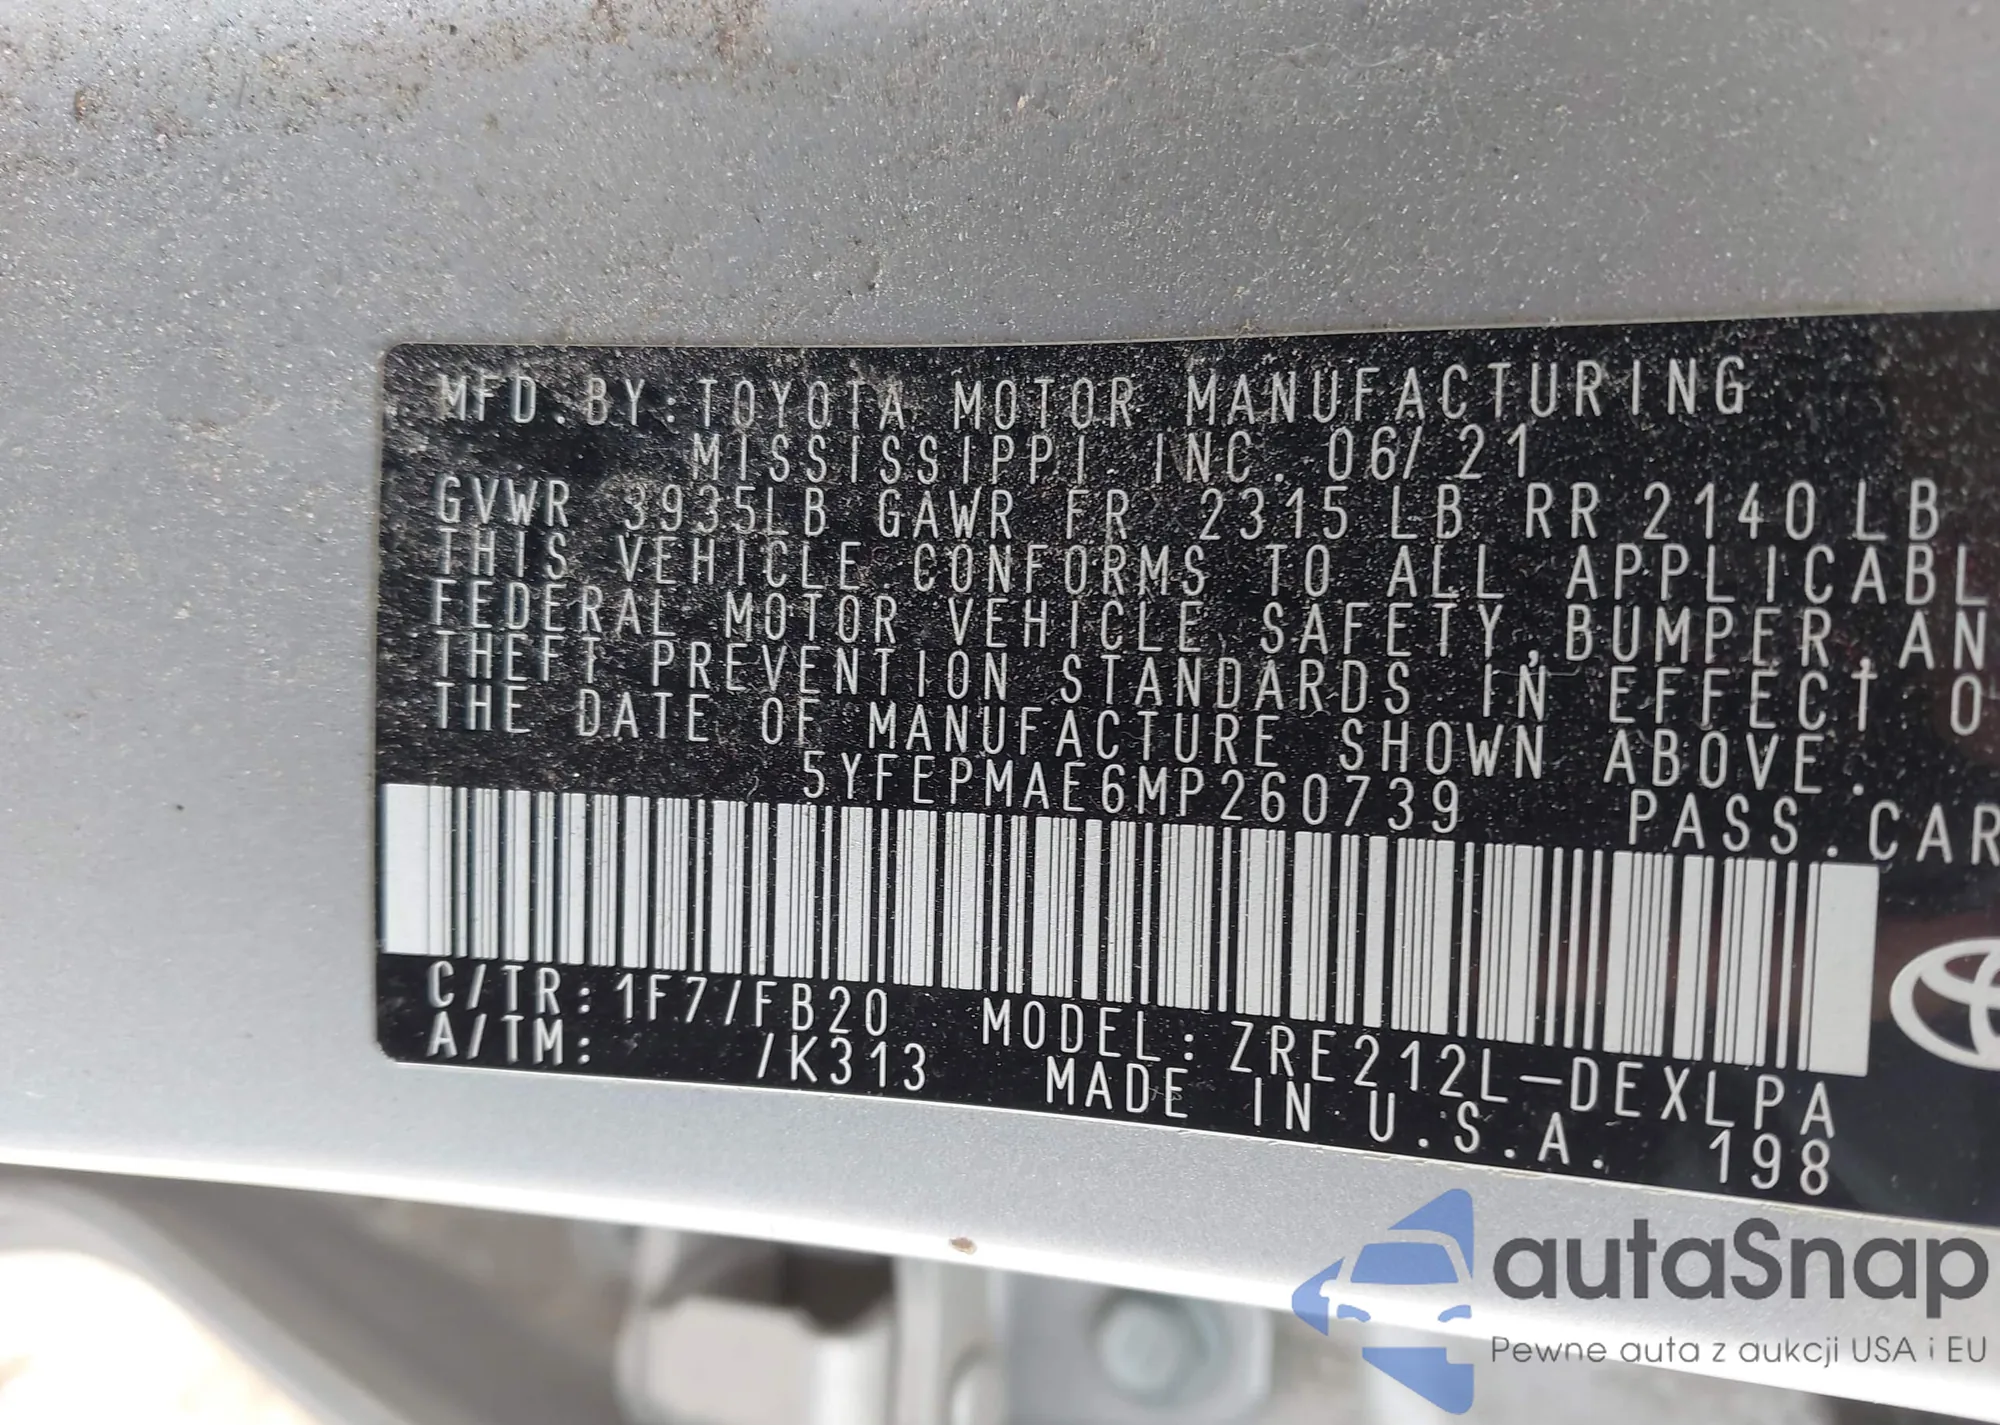 MFD.BY:TOYOTA MOTOR MANUFACTURING
MISSISSIPPI INC. 06/21
GVWR 3935LB GAWR FR 2315LB RR 2140LB
THIS VEHICLE CONFORMS TO ALL APPLICABL
FEDERAL MOTOR VEHICLE SAFETY,BUMPER,AN
THEFT PREVENTION STANDARDS IN EFFECT O
THE DATE OF MANUFACTURE SHOWN ABOVE.
5YFEPMAE6MP260739 PASS.CAR
C/TR:1F7/FB20 MODEL:ZRE212L-DEXLPA
A/TM: /K313 MADE IN U.S.A. 198
autaSnap
Pewne auta z aukcji USA i EU